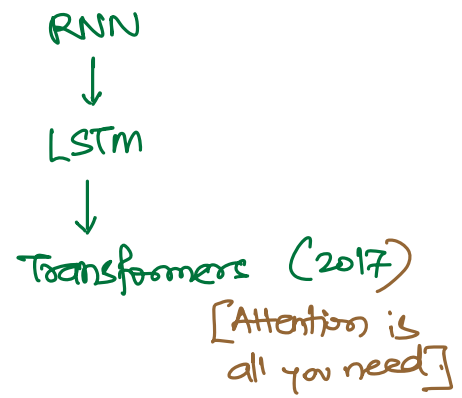 RNN
LSTM
Transformers (2017)
[Attention is
all you need]